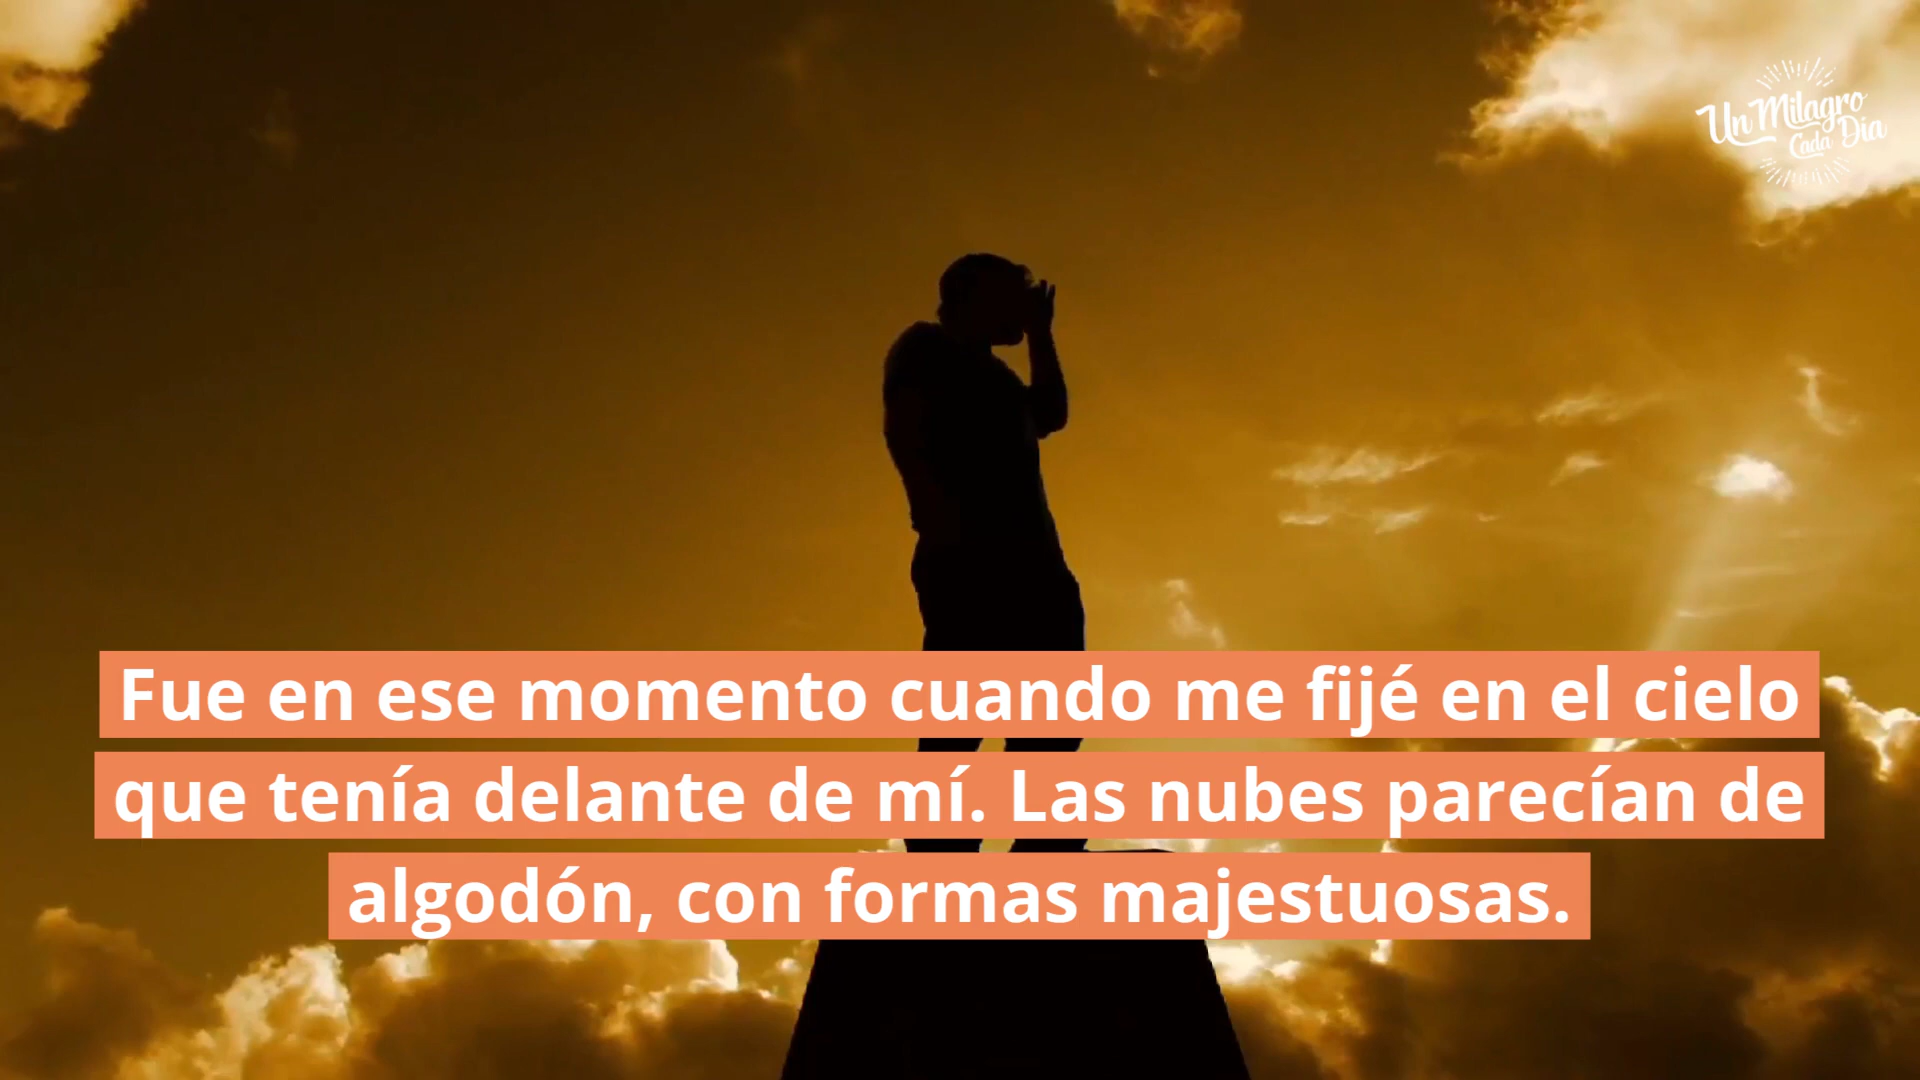 Un Milagro
Cada Día
Fue en ese momento cuando me fijé en el cielo
que tenía delante de mí. Las nubes parecían de
algodón, con formas majestuosas.